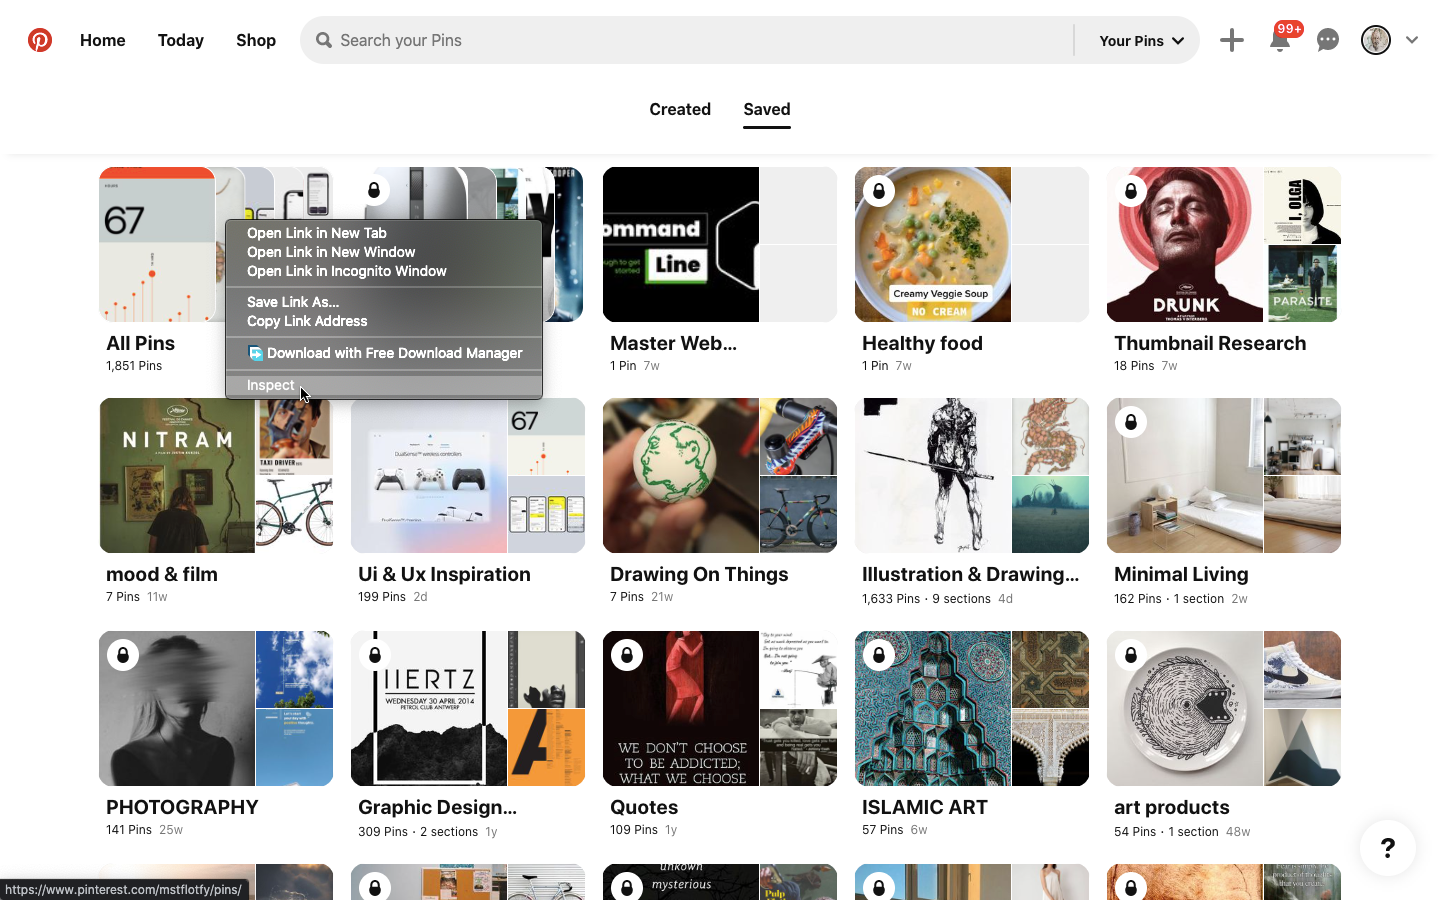 Home
Today
Shop
Search your Pins
Your Pins
99+
Created
Saved
67
Open Link in New Tab
Open Link in New Window
Open Link in Incognito Window
Save Link As...
Copy Link Address
Download with Free Download Manager
Inspect
All Pins
1,851 Pins
ommand
Line
Master Web...
1 Pin 7w
Creamy Veggie Soup
NO CREAM
Healthy food
1 Pin 7w
DRUNK
I, OLGA
PARASITE
Thumbnail Research
18 Pins 7w
NITRAM
TAXI DRIVER
mood & film
7 Pins 11w
DualSense™ wireless controllers
67
Ui & Ux Inspiration
199 Pins 2d
Drawing On Things
7 Pins 21w
Illustration & Drawing...
1,633 Pins · 9 sections 4d
Minimal Living
162 Pins · 1 section 2w
PHOTOGRAPHY
141 Pins 25w
HERTZ
WEDNESDAY 30 APRIL 2014
PETROL CLUB ANTWERP
Graphic Design...
309 Pins · 2 sections 1y
WE DON'T CHOOSE
TO BE ADDICTED;
WHAT WE CHOOSE
Quotes
109 Pins 1y
ISLAMIC ART
57 Pins 6w
art products
54 Pins · 1 section 48w
?
unkown
mysterious
Pulp
https://www.pinterest.com/mstflotfy/pins/